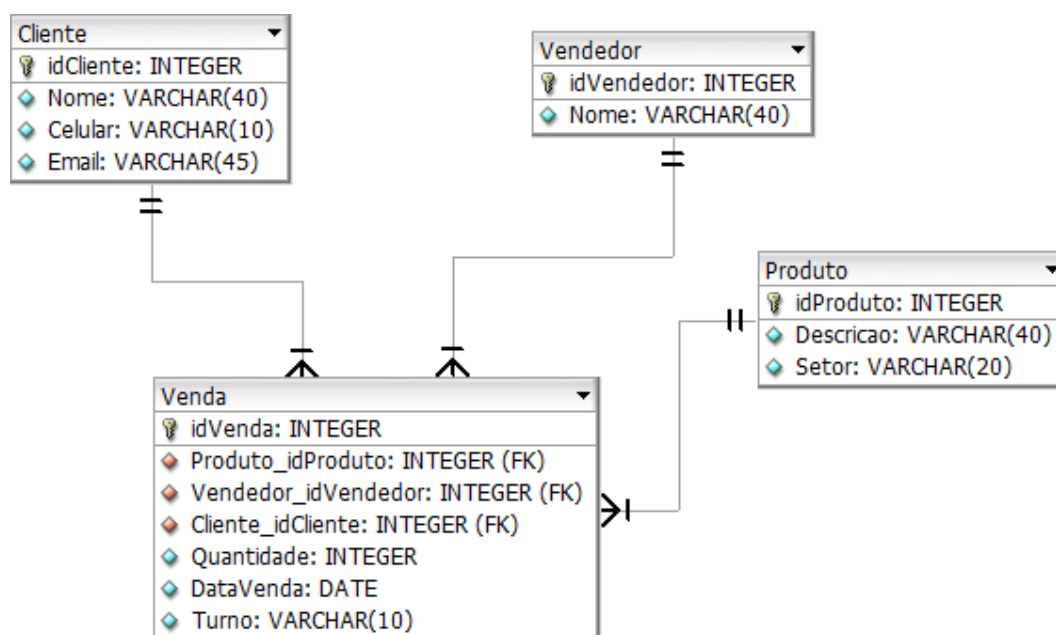 Cliente
idCliente: INTEGER
Nome: VARCHAR(40)
Celular: VARCHAR(10)
Email: VARCHAR(45)
Vendedor
idVendedor: INTEGER
Nome: VARCHAR(40)
Produto
idProduto: INTEGER
Descricao: VARCHAR(40)
Setor: VARCHAR(20)
Venda
idVenda: INTEGER
Produto_idProduto: INTEGER (FK)
Vendedor_idVendedor: INTEGER (FK)
Cliente_idCliente: INTEGER (FK)
Quantidade: INTEGER
DataVenda: DATE
Turno: VARCHAR(10)